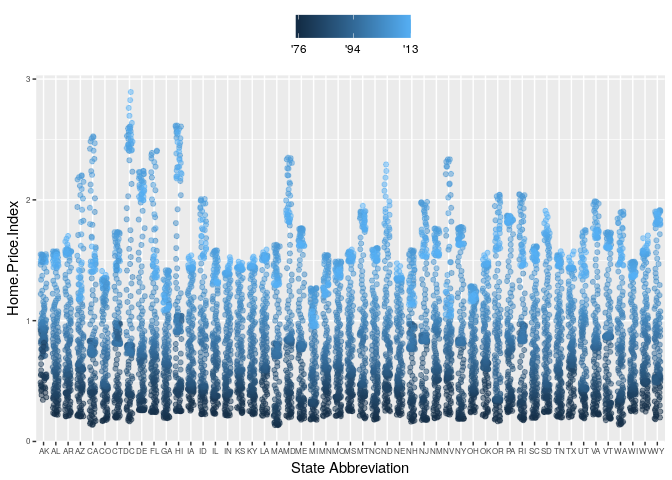 '76 '94 '13
3
2
1
0
Home.Price.Index
AK AL AR AZ CA CO CT DC DE FL GA HI IA ID IL IN KS KY LA MA MD ME MI MN MO MS MT NC ND NE NH NJ NM NV NY OH OK OR PA RI SC SD TN TX UT VA VT WA WI WV WY
State Abbreviation